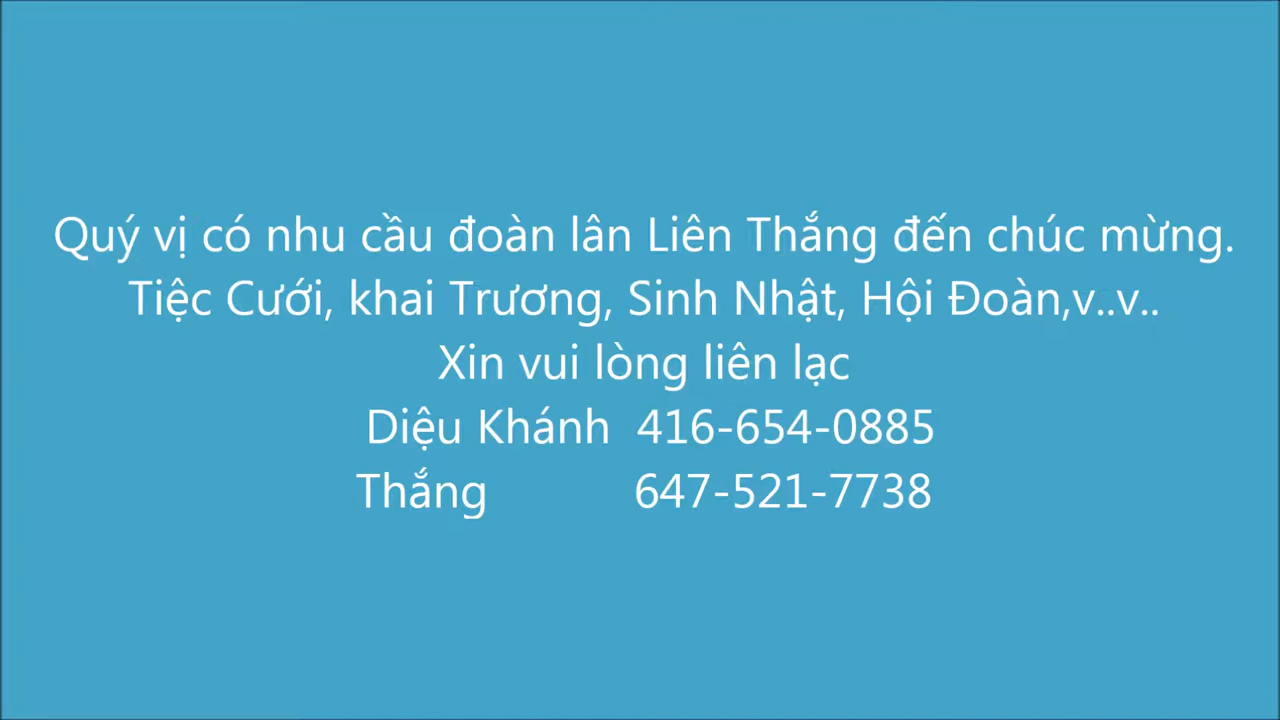 Quý vị có nhu cầu đoàn lân Liên Thắng đến chúc mừng.
Tiệc Cưới, khai Trương, Sinh Nhật, Hội Đoàn,v..v..
Xin vui lòng liên lạc
Diệu Khánh 416-654-0885
Thắng 647-521-7738